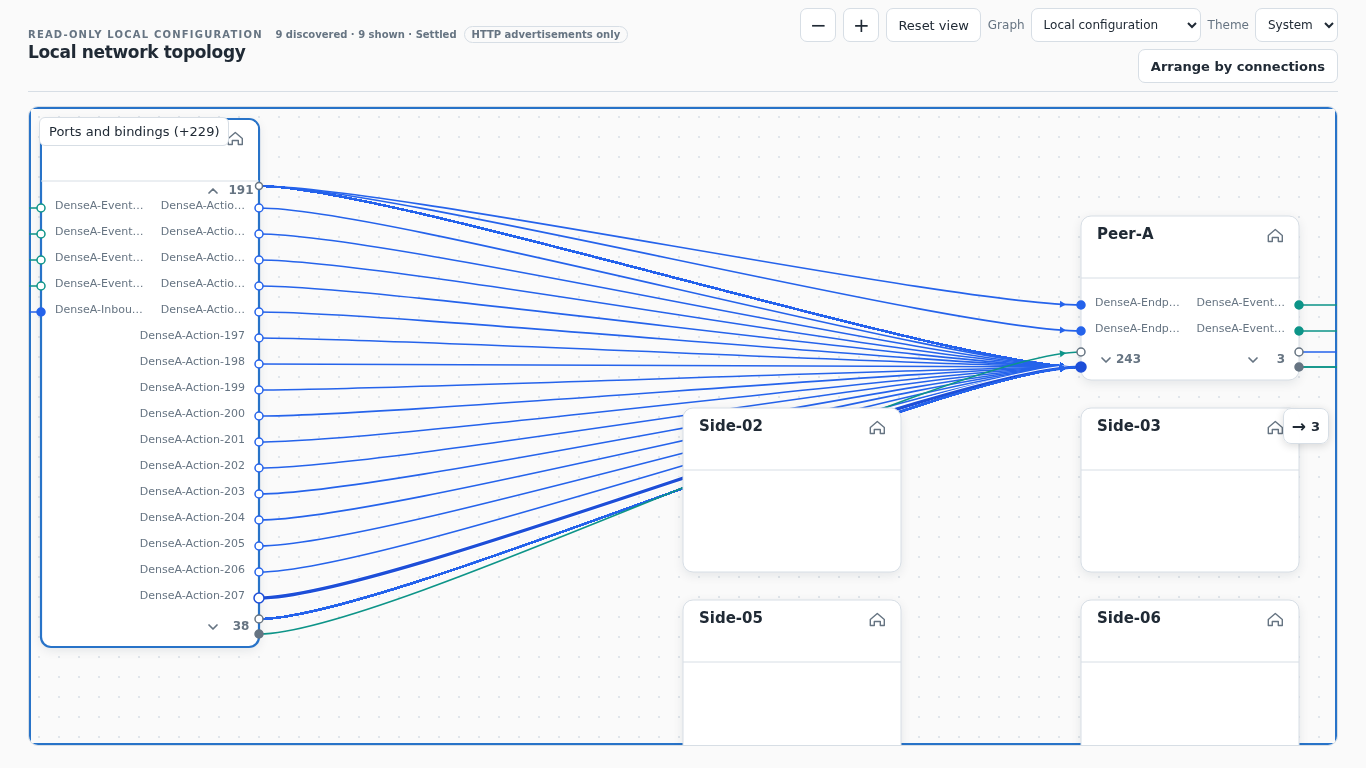 READ-ONLY LOCAL CONFIGURATION 9 discovered · 9 shown · Settled HTTP advertisements only
Local network topology
− + Reset view Graph Local configuration Theme System
Arrange by connections
Ports and bindings (+229)
191
DenseA-Event… DenseA-Actio…
DenseA-Event… DenseA-Actio…
DenseA-Event… DenseA-Actio…
DenseA-Event… DenseA-Actio…
DenseA-Inbou… DenseA-Actio…
DenseA-Action-197
DenseA-Action-198
DenseA-Action-199
DenseA-Action-200
DenseA-Action-201
DenseA-Action-202
DenseA-Action-203
DenseA-Action-204
DenseA-Action-205
DenseA-Action-206
DenseA-Action-207
38
Peer-A
DenseA-Endp… DenseA-Event…
DenseA-Endp… DenseA-Event…
243 3
Side-02
Side-03
→ 3
Side-05
Side-06